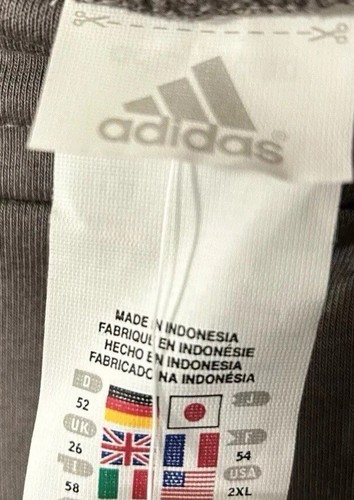 adidas®
MADE IN INDONESIA
FABRIQUÉ EN INDONÉSIE
HECHO EN INDONESIA
FABRICADO NA INDONÉSIA
D J
52
UK F
26 54
I USA
58 2XL